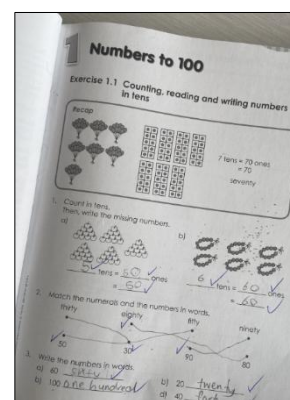 1
Numbers to 100
Exercise 1.1 Counting, reading and writing numbers
in tens
Recap
7 tens = 70 ones
= 70
seventy
1. Count in tens.
Then, write the missing numbers.
a)
b)
tens = 60 ones
= 60
6 tens = 60 ones
= 60
2. Match the numerals and the numbers in words.
thirty
eighty
fifty
ninety
50
30
90
80
3. Write the numbers in words.
a) 60 sixty
b) 20 twenty
b) 100 one hundred
d) 40